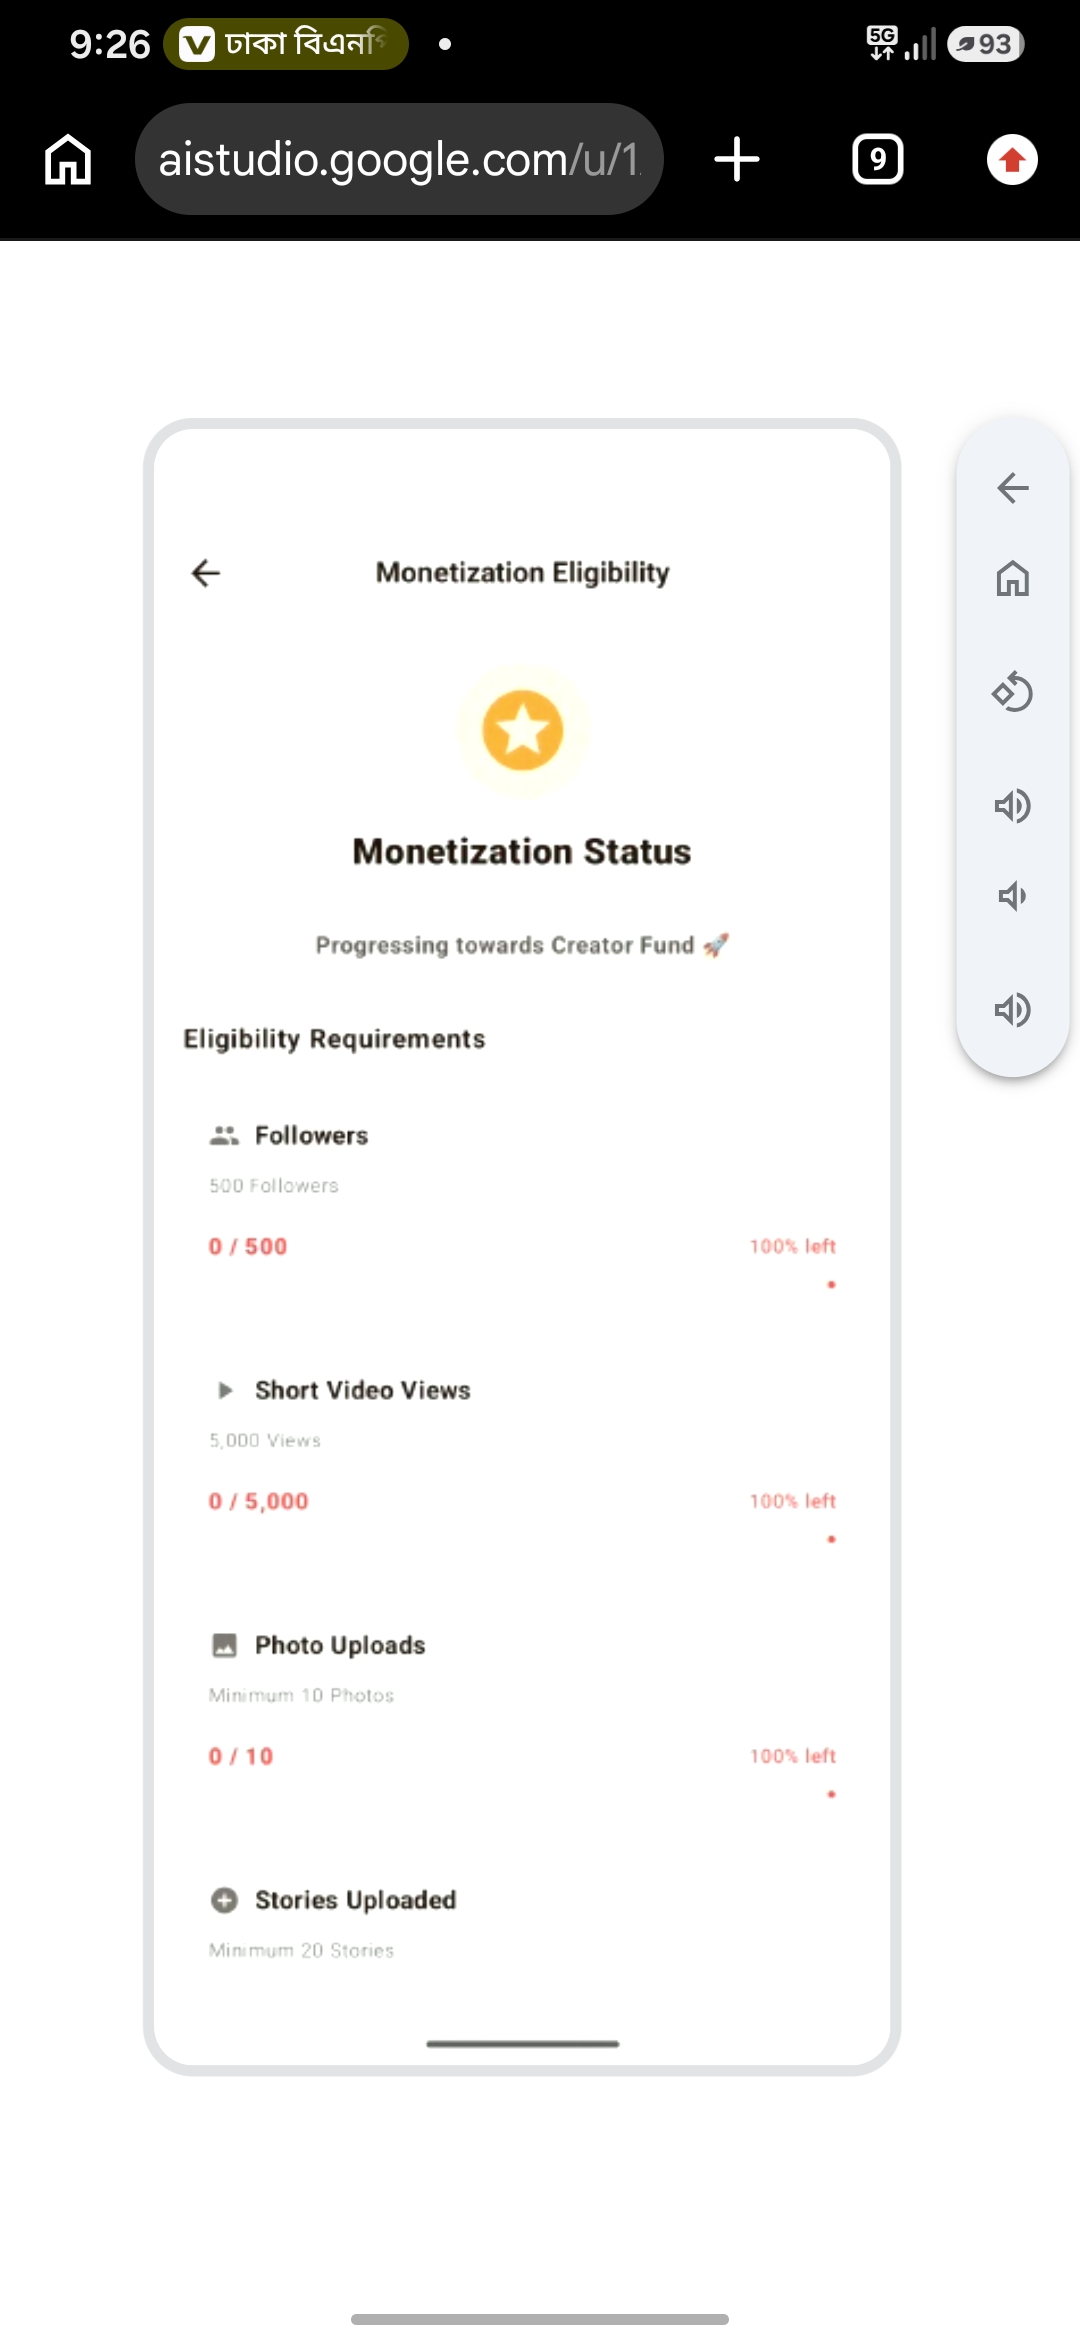 9:26 ঢাকা বিএনপি 5G 93
aistudio.google.com/u/1 9
Monetization Eligibility
Monetization Status
Progressing towards Creator Fund 🚀
Eligibility Requirements
Followers
500 Followers
0 / 500 100% left
Short Video Views
5,000 Views
0 / 5,000 100% left
Photo Uploads
Minimum 10 Photos
0 / 10 100% left
Stories Uploaded
Minimum 20 Stories